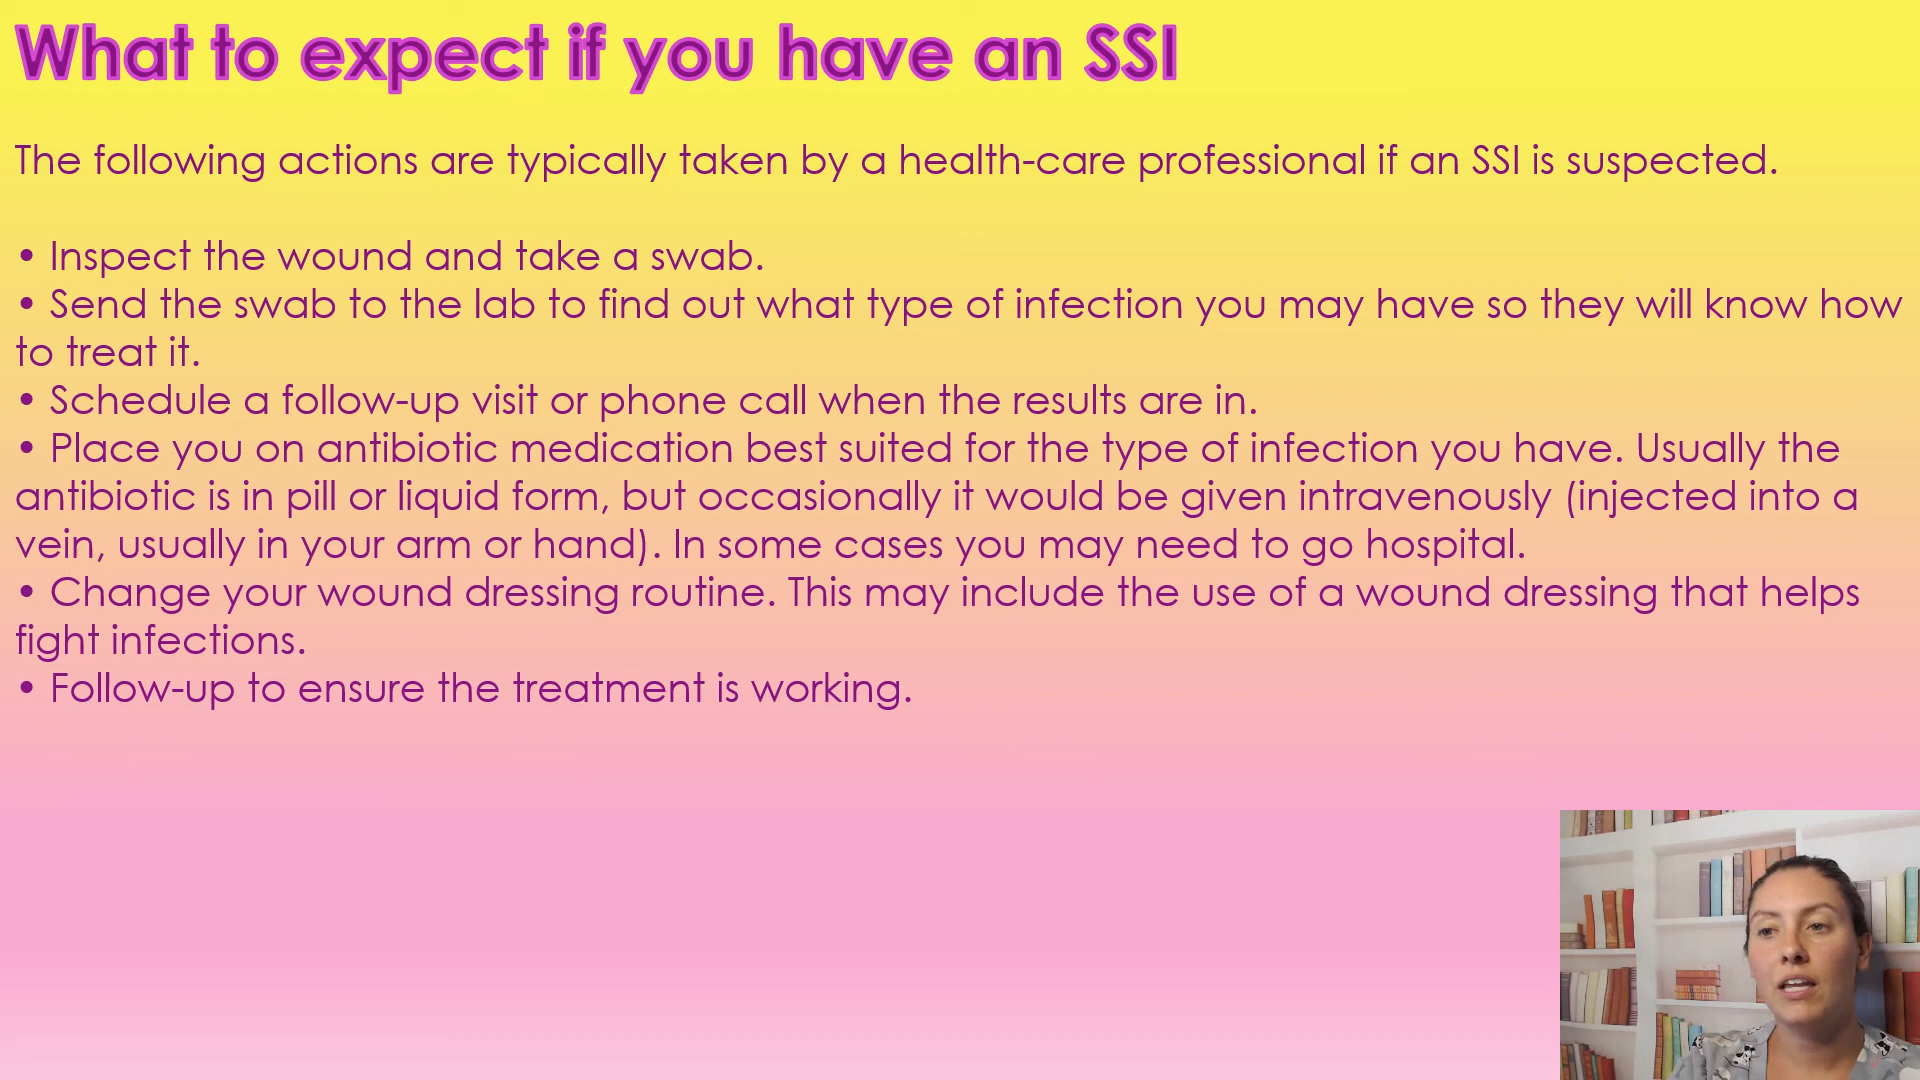 What to expect if you have an SSI
The following actions are typically taken by a health-care professional if an SSI is suspected.
• Inspect the wound and take a swab.
• Send the swab to the lab to find out what type of infection you may have so they will know how
to treat it.
• Schedule a follow-up visit or phone call when the results are in.
• Place you on antibiotic medication best suited for the type of infection you have. Usually the
antibiotic is in pill or liquid form, but occasionally it would be given intravenously (injected into a
vein, usually in your arm or hand). In some cases you may need to go hospital.
• Change your wound dressing routine. This may include the use of a wound dressing that helps
fight infections.
• Follow-up to ensure the treatment is working.